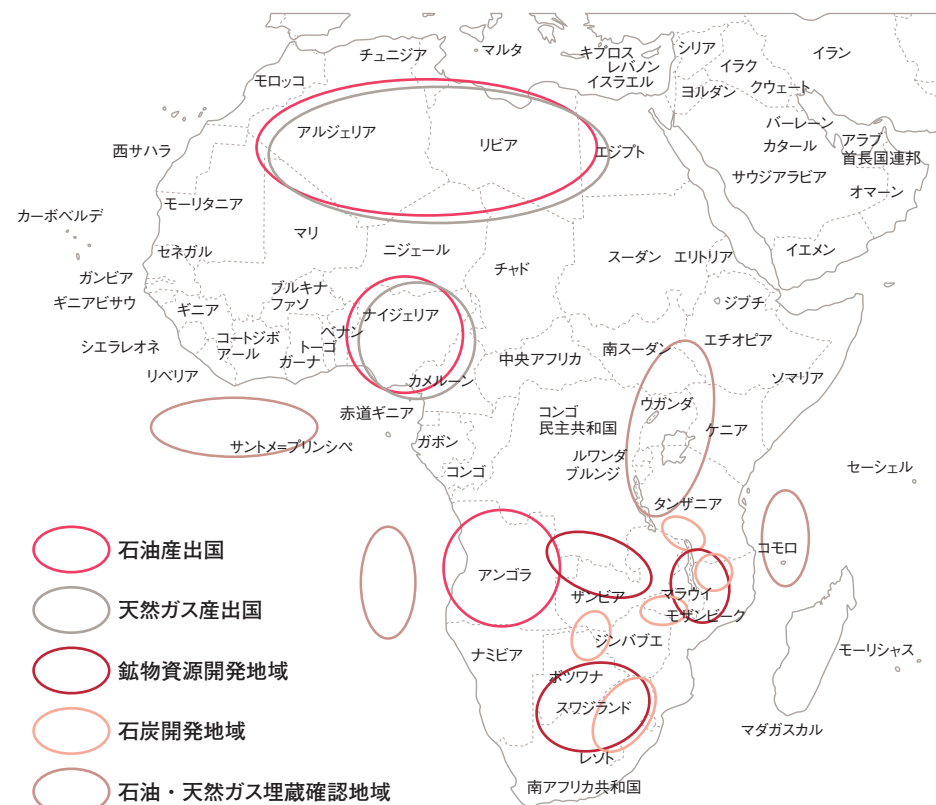 チュニジア
マルタ
キプロス
レバノン
イスラエル
シリア
イラク
イラン
モロッコ
ヨルダン
クウェート
バーレーン
カタール
アラブ
首長国連邦
西サハラ
アルジェリア
リビア
エジプト
サウジアラビア
オマーン
カーボベルデ
モーリタニア
マリ
ニジェール
チャド
スーダン
エリトリア
イエメン
セネガル
ガンビア
ギニアビサウ
ギニア
ブルキナ
ファソ
ナイジェリア
ジブチ
シエラレオネ
コートジボ
アール
ベナン
トーゴ
ガーナ
中央アフリカ
南スーダン
エチオピア
リベリア
カメルーン
ソマリア
赤道ギニア
コンゴ
民主共和国
ウガンダ
ケニア
サントメ=プリンシペ
ガボン
コンゴ
ルワンダ
ブルンジ
セーシェル
タンザニア
コモロ
アンゴラ
ザンビア
マラウイ
モザンビーク
ナミビア
ジンバブエ
モーリシャス
ボツワナ
スワジランド
マダガスカル
レソト
南アフリカ共和国
石油産出国
天然ガス産出国
鉱物資源開発地域
石炭開発地域
石油・天然ガス埋蔵確認地域